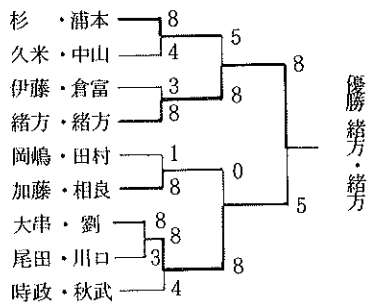 杉・浦本 8
5
久米・中山 4
8
伊藤・倉富 3
8
緒方・緒方 8
岡嶋・田村 1
0
加藤・相良 8
5
大串・劉 8
8
尾田・川口 3
8
時政・秋武 4
優勝 緒方・緒方